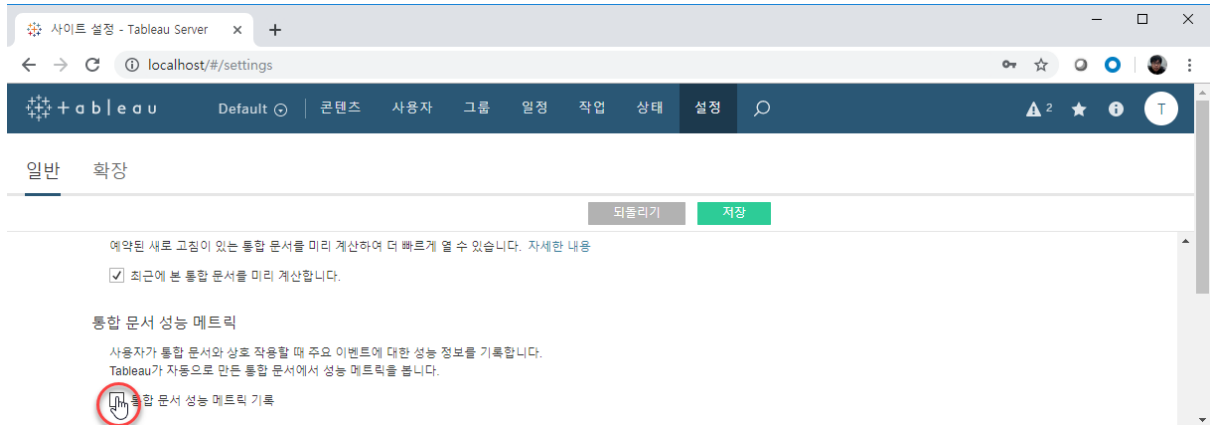 사이트 설정 - Tableau Server
localhost/#/settings
+ableau Default 콘텐츠 사용자 그룹 일정 작업 상태 설정 2 T
일반 확장
되돌리기 저장
예약된 새로 고침이 있는 통합 문서를 미리 계산하여 더 빠르게 열 수 있습니다. 자세한 내용
최근에 본 통합 문서를 미리 계산합니다.
통합 문서 성능 메트릭
사용자가 통합 문서와 상호 작용할 때 주요 이벤트에 대한 성능 정보를 기록합니다.
Tableau가 자동으로 만든 통합 문서에서 성능 메트릭을 봅니다.
통합 문서 성능 메트릭 기록